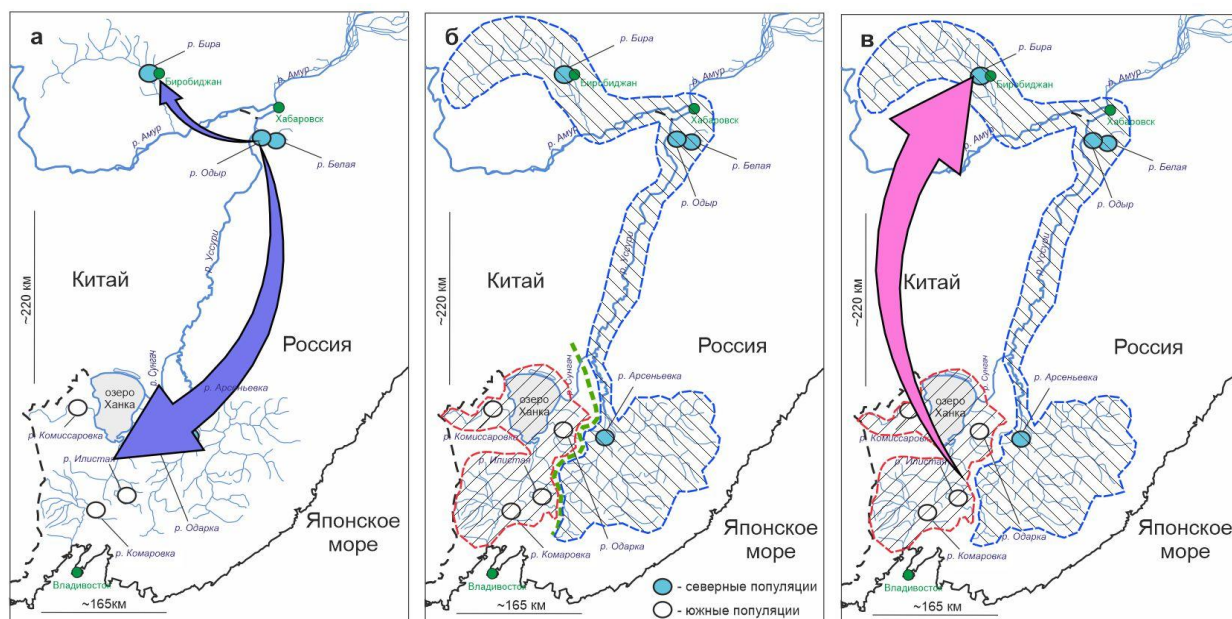 а
р. Бира
Биробиджан
р. Амур
Хабаровск
р. Амур
р. Белая
р. Одыр
р. Уссури
~220 км
Китай
Россия
р. Сунгач
р. Арсеньевка
озеро
Ханка
р. Комиссаровка
р. Илистая
р. Одарка
р. Комаровка
Японское
море
Владивосток
~165км
б
р. Бира
Биробиджан
р. Амур
Хабаровск
р. Амур
р. Белая
р. Одыр
р. Уссури
~220 км
Китай
Россия
р. Сунгач
р. Арсеньевка
озеро
Ханка
р. Комиссаровка
р. Илистая
р. Одарка
р. Комаровка
Японское
море
Владивосток
~165 км
- северные популяции
- южные популяции
в
р. Бира
Биробиджан
р. Амур
Хабаровск
р. Амур
р. Белая
р. Одыр
р. Уссури
~220 км
Китай
Россия
р. Сунгач
р. Арсеньевка
озеро
Ханка
р. Комиссаровка
р. Илистая
р. Одарка
р. Комаровка
Японское
море
Владивосток
~165 км